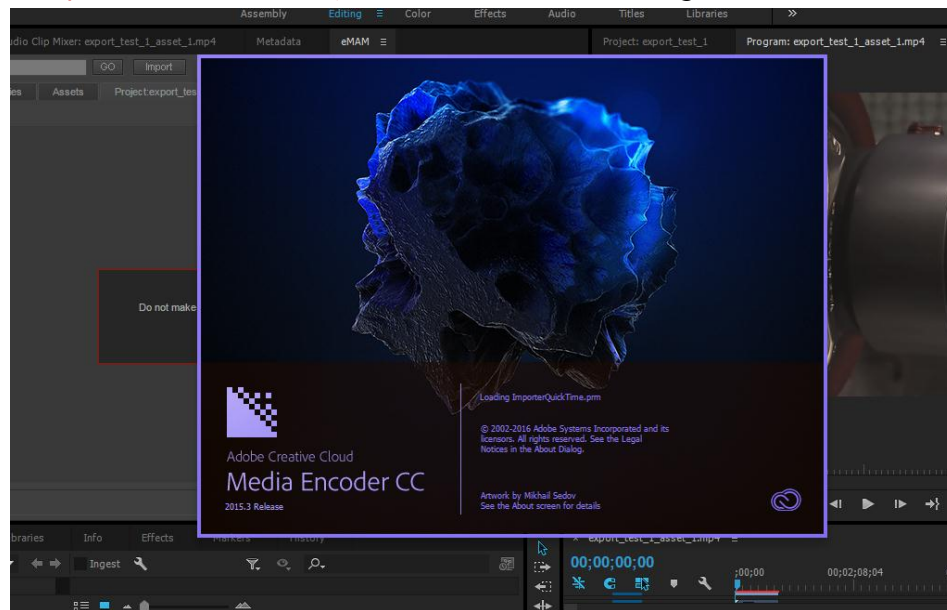 Assembly Editing Color Effects Audio Titles Libraries
udio Clip Mixer: export_test_1_asset_1.mp4 Metadata eMAM Project: export_test_1 Program: export_test_1_asset_1.mp4
GO Import
Assets Project:export_tes
Do not make
Loading ImporterQuickTime.prm
© 2002-2016 Adobe Systems Incorporated and its
licensors. All rights reserved. See the Legal
Notices in the About Dialog.
Adobe Creative Cloud
Media Encoder CC
2015.3 Release
Artwork by Mikhail Sedov
See the About screen for details
braries Info Effects Markers History
export_test_1_asset_1.mp4
Ingest
00;00;00;00
;00;00 00;02;08;04